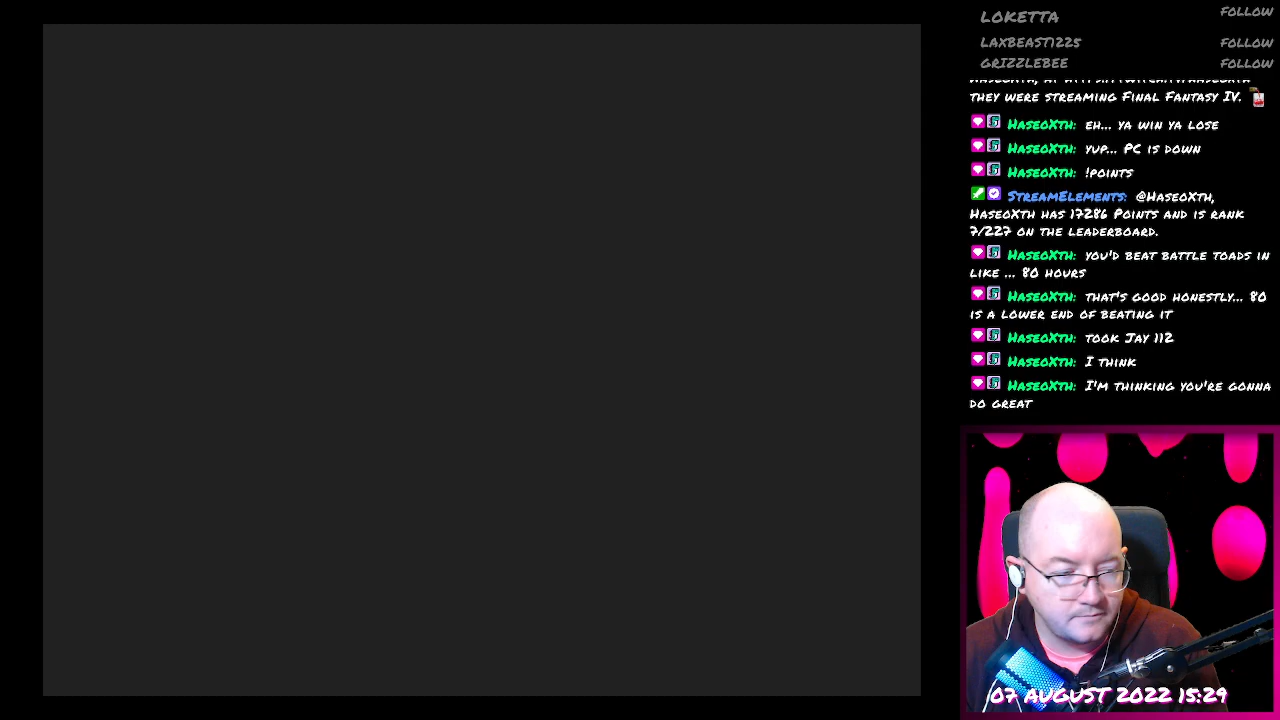 LOKETTA FOLLOW
LAXBEAST1225 FOLLOW
GRIZZLEBEE FOLLOW
THEY WERE STREAMING FINAL FANTASY IV.
HASEOXTH: EH... YA WIN YA LOSE
HASEOXTH: YUP... PC IS DOWN
HASEOXTH: !POINTS
STREAMELEMENTS: @HASEOXTH,
HASEOXTH HAS 17286 POINTS AND IS RANK
7/227 ON THE LEADERBOARD.
HASEOXTH: YOU'D BEAT BATTLE TOADS IN
LIKE ... 80 HOURS
HASEOXTH: THAT'S GOOD HONESTLY... 80
IS A LOWER END OF BEATING IT
HASEOXTH: TOOK JAY 112
HASEOXTH: I THINK
HASEOXTH: I'M THINKING YOU'RE GONNA
DO GREAT
07 AUGUST 2022 15:29